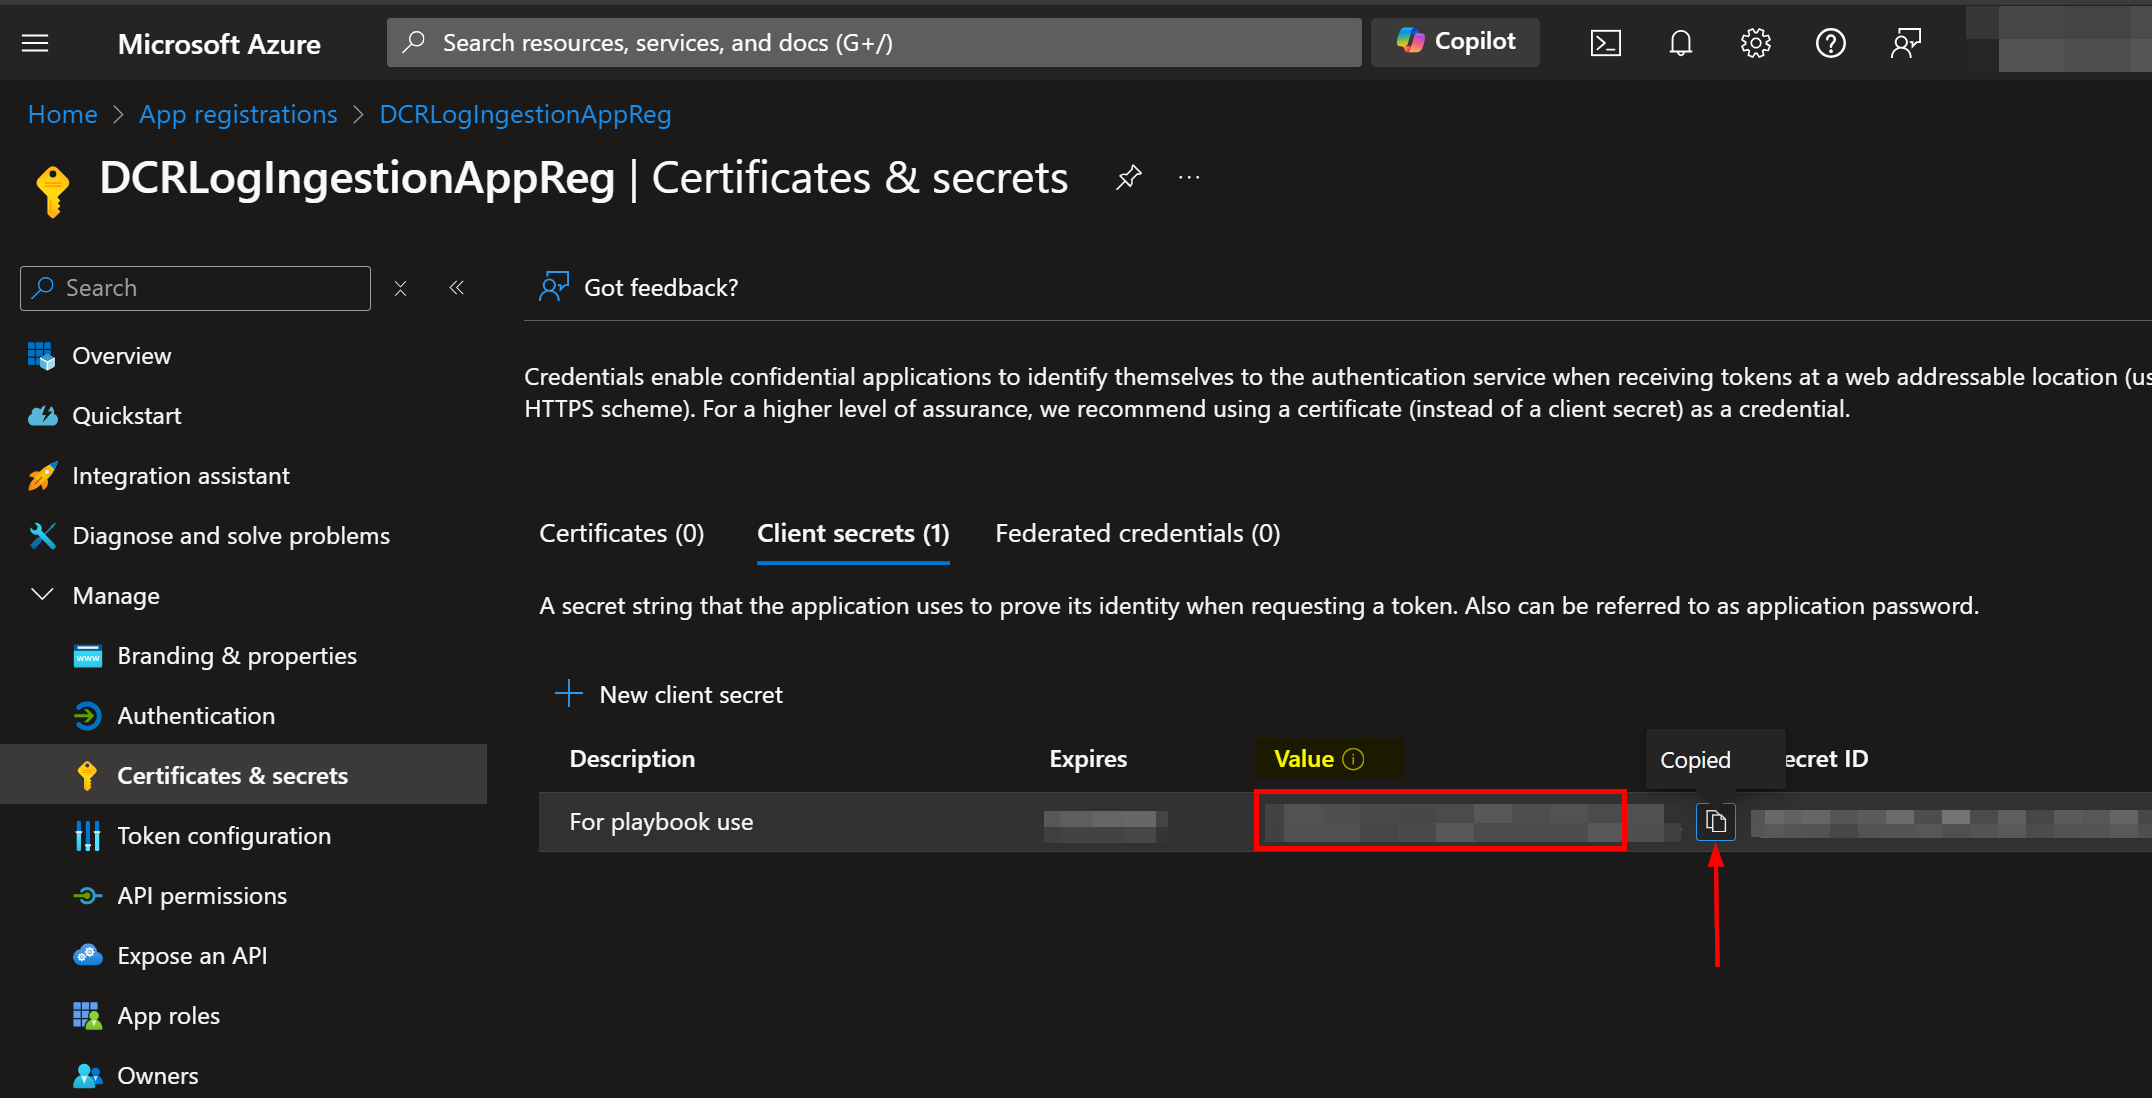 Microsoft Azure
Search resources, services, and docs (G+/)
Copilot
Home > App registrations > DCRLogIngestionAppReg
DCRLogIngestionAppReg | Certificates & secrets
Search
Got feedback?
Overview
Quickstart
Integration assistant
Diagnose and solve problems
Manage
Branding & properties
Authentication
Certificates & secrets
Token configuration
API permissions
Expose an API
App roles
Owners
Credentials enable confidential applications to identify themselves to the authentication service when receiving tokens at a web addressable location (us
HTTPS scheme). For a higher level of assurance, we recommend using a certificate (instead of a client secret) as a credential.
Certificates (0) Client secrets (1) Federated credentials (0)
A secret string that the application uses to prove its identity when requesting a token. Also can be referred to as application password.
New client secret
Description Expires Value Copied ecret ID
For playbook use